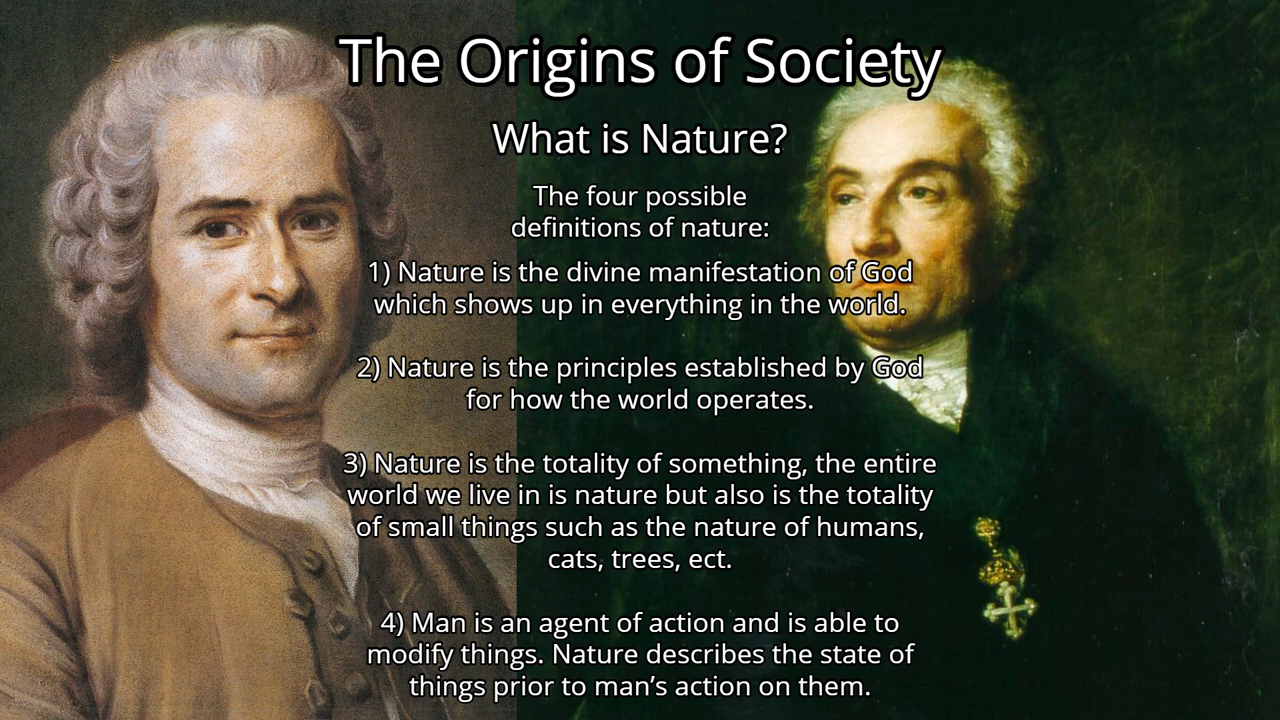 The Origins of Society
What is Nature?
The four possible
definitions of nature:
1) Nature is the divine manifestation of God
which shows up in everything in the world.
2) Nature is the principles established by God
for how the world operates.
3) Nature is the totality of something, the entire
world we live in is nature but also is the totality
of small things such as the nature of humans,
cats, trees, ect.
4) Man is an agent of action and is able to
modify things. Nature describes the state of
things prior to man’s action on them.